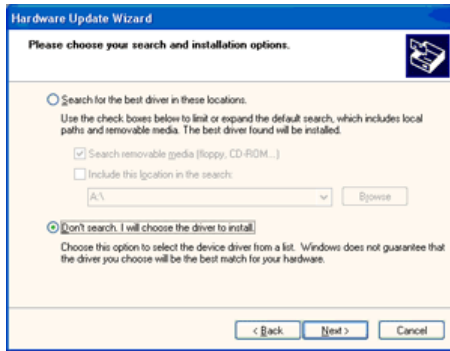 Hardware Update Wizard
Please choose your search and installation options.
Search for the best driver in these locations.
Use the check boxes below to limit or expand the default search, which includes local
paths and removable media. The best driver found will be installed.
Search removable media (floppy, CD-ROM...)
Include this location in the search:
A:\
Browse
Don't search. I will choose the driver to install.
Choose this option to select the device driver from a list. Windows does not guarantee that
the driver you choose will be the best match for your hardware.
< Back Next > Cancel